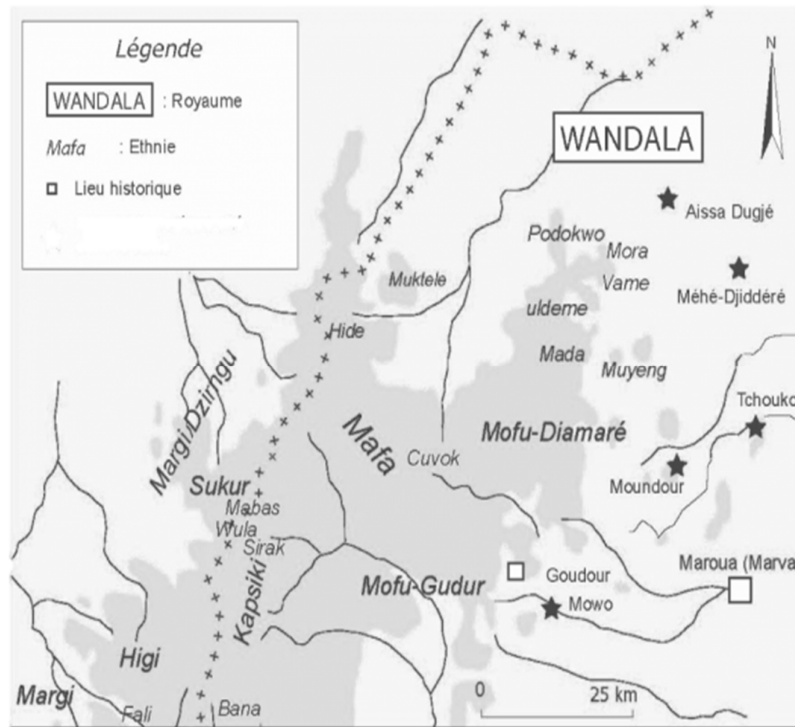 Légende
WANDALA : Royaume
Mafa : Ethnie
Lieu historique
N
WANDALA
Aissa Dugjé
Podokwo
Mora
Muktele
Vame
Méhé-Djiddéré
uldeme
Hide
Mada
Muyeng
Margi/Dzirngu
Tchouko
Mafa
Mofu-Diamaré
Cuvok
Sukur
Moundour
Mabas
Wula
Sirak
Maroua (Marva
Goudour
Mofu-Gudur
Kapsiki
Mowo
Higi
Margi
Fali
Bana
0 25 km